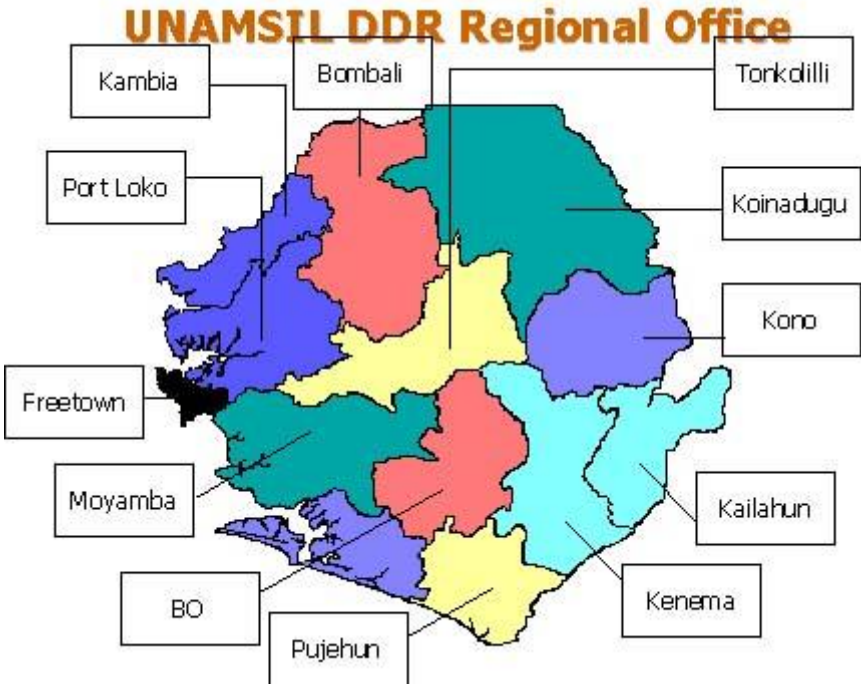 UNAMSIL DDR Regional Office
Kambia
Bombali
Tonkolilli
Port Loko
Koinadugu
Kono
Freetown
Moyamba
Kailahun
BO
Kenema
Pujehun